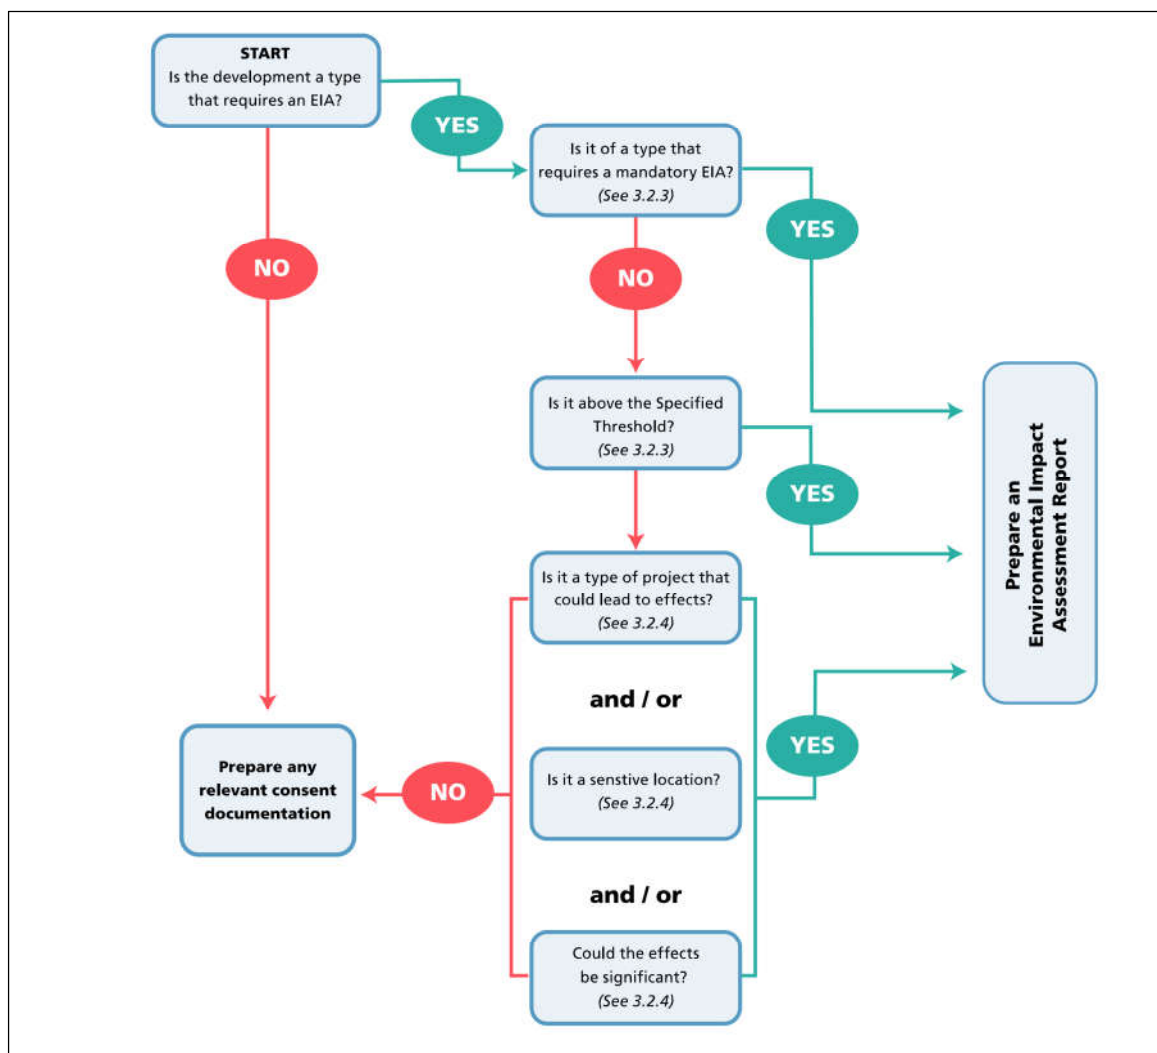 START
Is the development a type
that requires an EIA?
YES
Is it of a type that
requires a mandatory EIA?
(See 3.2.3)
YES
NO
NO
Is it above the Specified
Threshold?
(See 3.2.3)
YES
Prepare an
Environmental Impact
Assessment Report
Is it a type of project that
could lead to effects?
(See 3.2.4)
and / or
YES
Prepare any
relevant consent
documentation
NO
Is it a senstive location?
(See 3.2.4)
and / or
Could the effects
be significant?
(See 3.2.4)